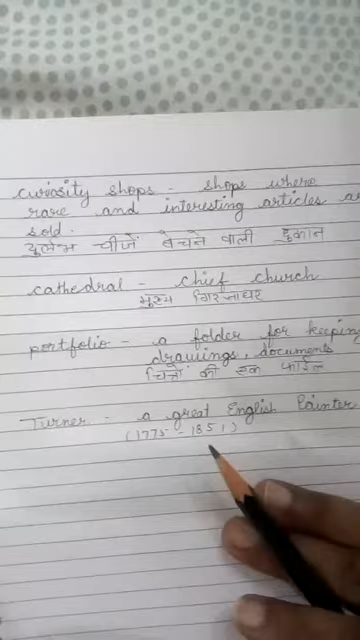 curiosity shops - shops where
rare and interesting articles a
sold.
दुर्लभ चीजें बेचने वाली दुकान
cathedral - chief church
मुख्य गिरजाघर
portfolio - a folder for keeping
drawings, documents
चित्रों की एक फाईल
Turner - a great English Painter
(1775 - 1851)